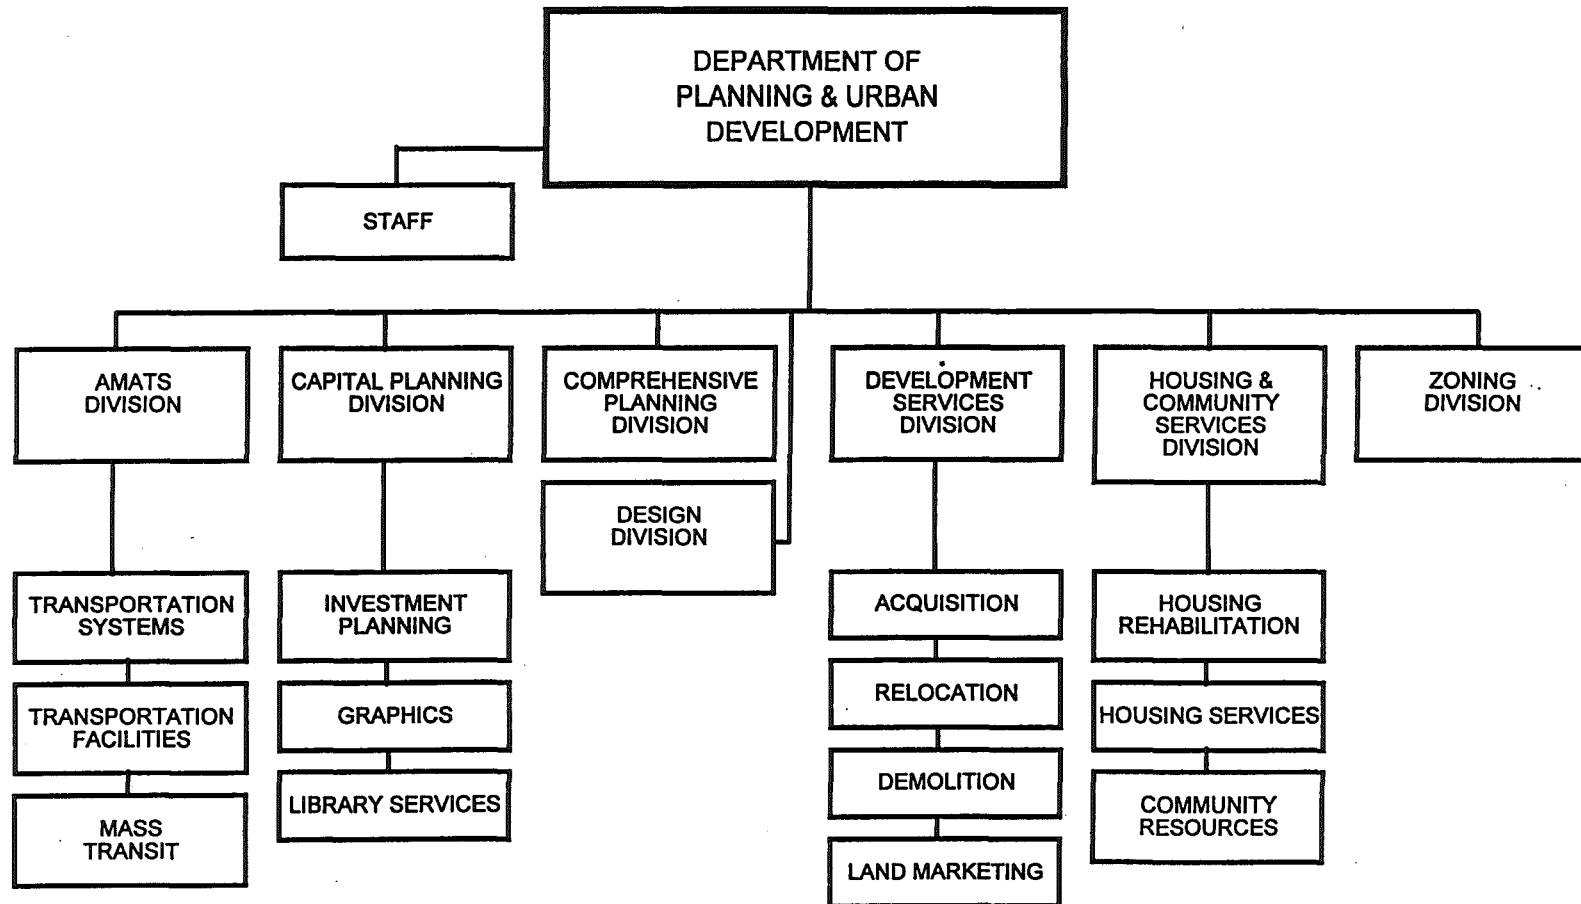 DEPARTMENT OF
PLANNING & URBAN
DEVELOPMENT
STAFF
AMATS
DIVISION
CAPITAL PLANNING
DIVISION
COMPREHENSIVE
PLANNING
DIVISION
DESIGN
DIVISION
DEVELOPMENT
SERVICES
DIVISION
HOUSING &
COMMUNITY
SERVICES
DIVISION
ZONING
DIVISION
TRANSPORTATION
SYSTEMS
TRANSPORTATION
FACILITIES
MASS
TRANSIT
INVESTMENT
PLANNING
GRAPHICS
LIBRARY SERVICES
ACQUISITION
RELOCATION
DEMOLITION
LAND MARKETING
HOUSING
REHABILITATION
HOUSING SERVICES
COMMUNITY
RESOURCES